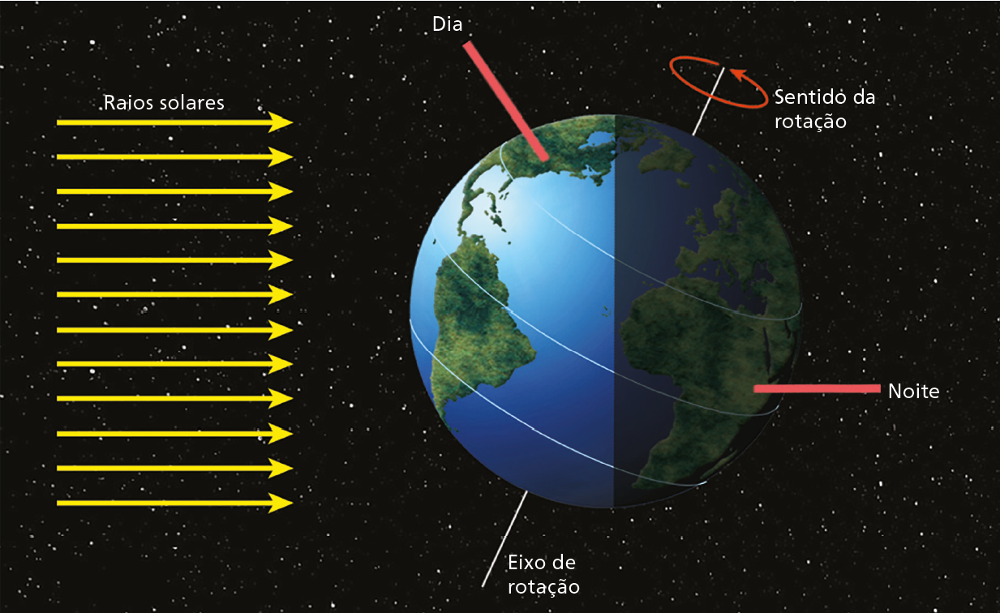 Dia
Raios solares
Sentido da
rotação
Noite
Eixo de
rotação